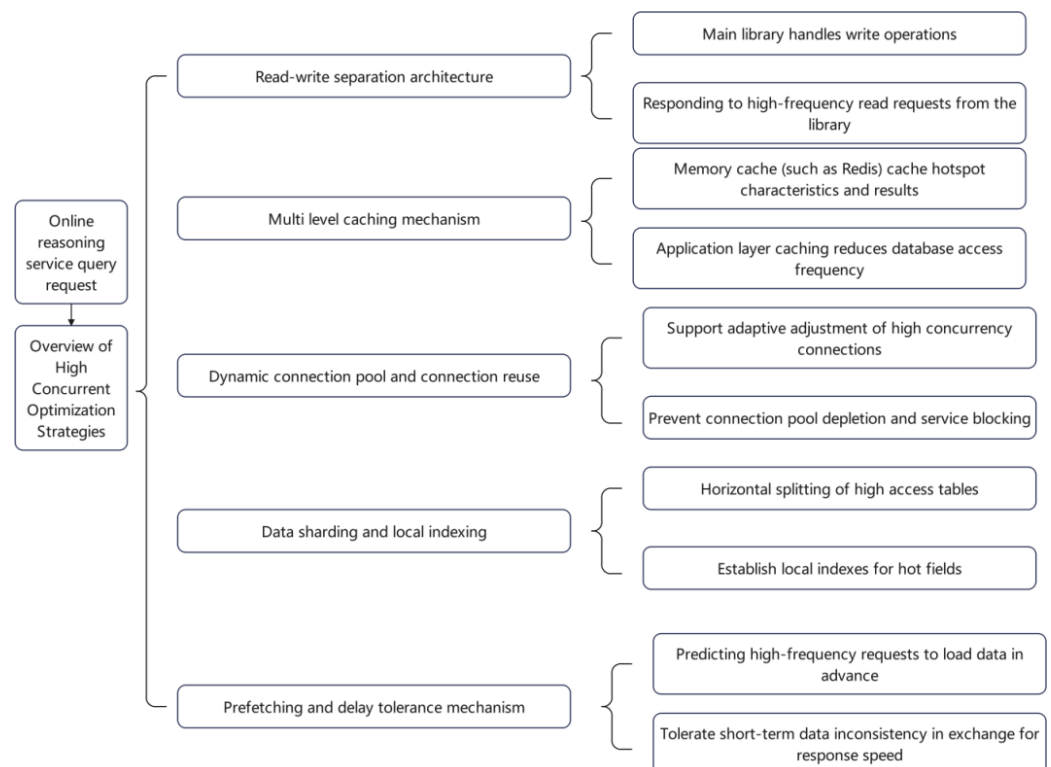 Online
reasoning
service query
request
Overview of
High
Concurrent
Optimization
Strategies
Read-write separation architecture
Main library handles write operations
Responding to high-frequency read requests from the
library
Multi level caching mechanism
Memory cache (such as Redis) cache hotspot
characteristics and results
Application layer caching reduces database access
frequency
Dynamic connection pool and connection reuse
Support adaptive adjustment of high concurrency
connections
Prevent connection pool depletion and service blocking
Data sharding and local indexing
Horizontal splitting of high access tables
Establish local indexes for hot fields
Prefetching and delay tolerance mechanism
Predicting high-frequency requests to load data in
advance
Tolerate short-term data inconsistency in exchange for
response speed